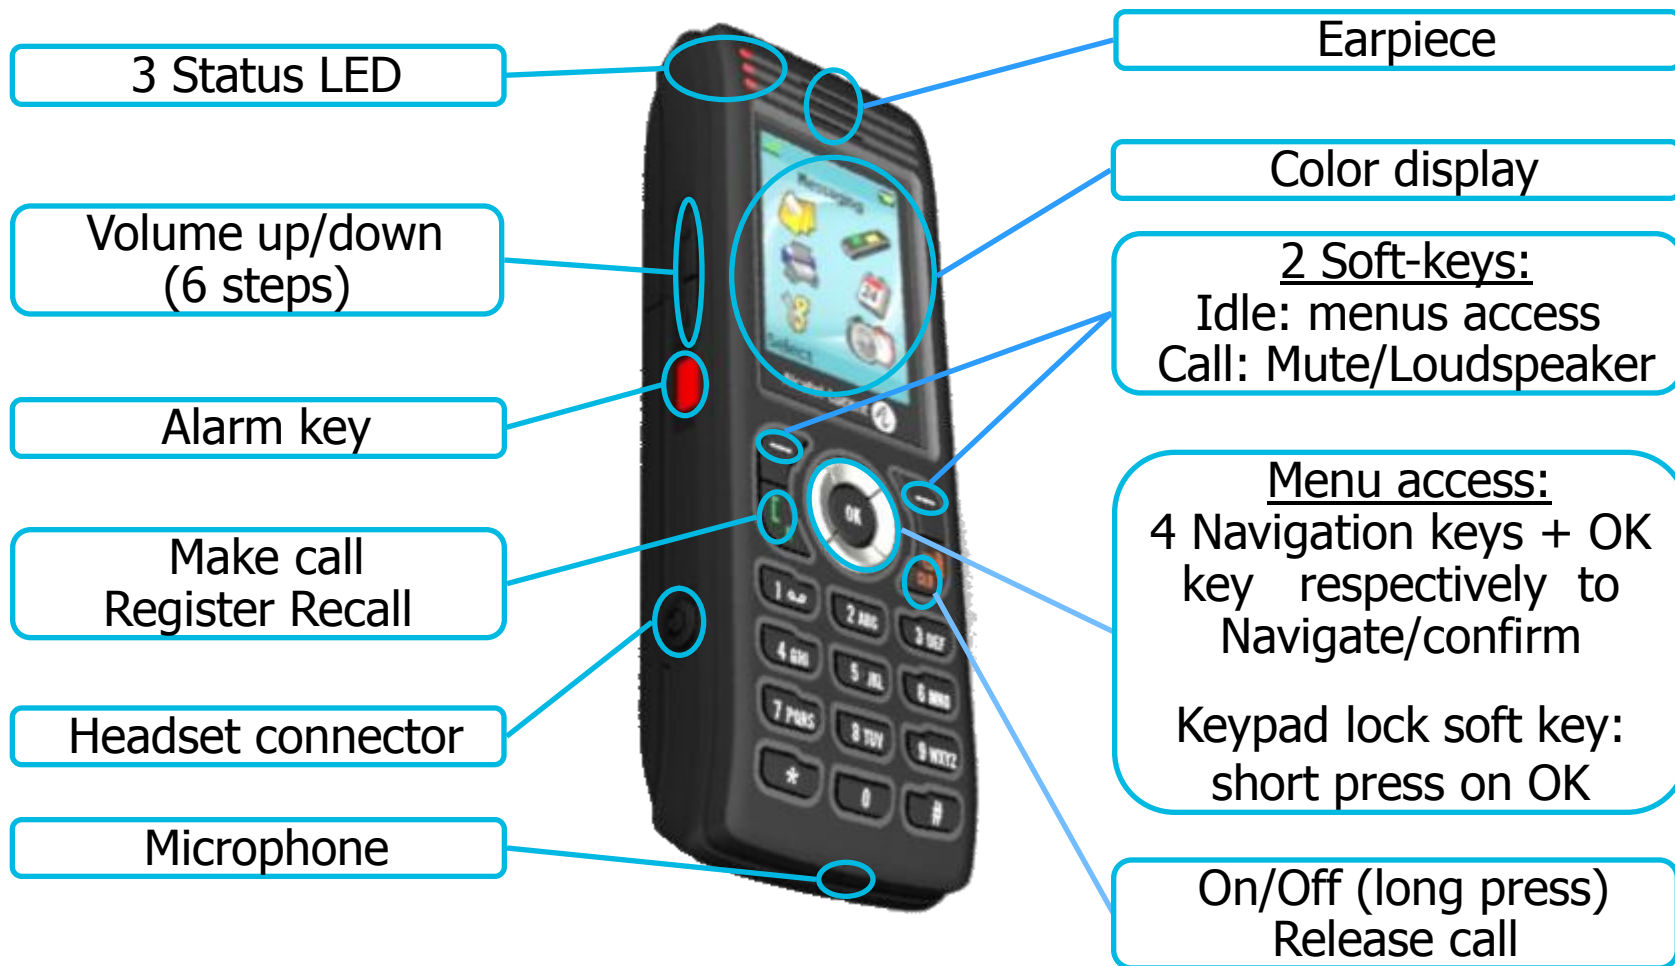 3 Status LED
Volume up/down
(6 steps)
Alarm key
Make call
Register Recall
Headset connector
Microphone
Earpiece
Color display
2 Soft-keys:
Idle: menus access
Call: Mute/Loudspeaker
Menu access:
4 Navigation keys + OK
key respectively to
Navigate/confirm
Keypad lock soft key:
short press on OK
On/Off (long press)
Release call
Messaging
24
Select
OK
1
2 ABC
3 DEF
4 GHI
5 JKL
6 MNO
7 PQRS
8 TUV
9 WXYZ
*
0
#